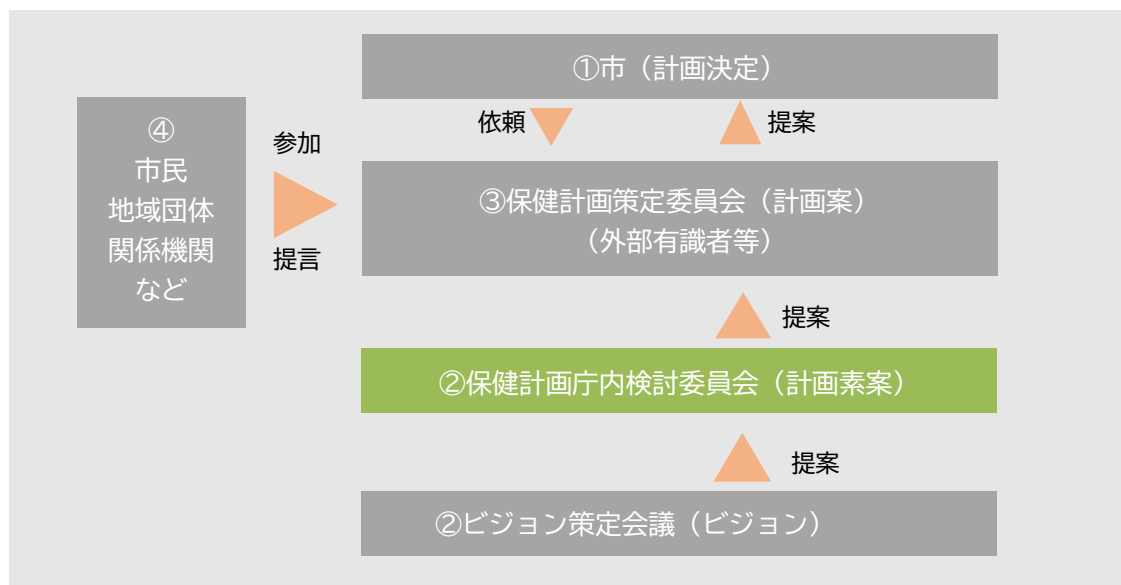 ①市（計画決定）
依頼
提案
④
市民
地域団体
関係機関
など
参加
提言
③保健計画策定委員会（計画案）
（外部有識者等）
提案
②保健計画庁内検討委員会（計画素案）
提案
②ビジョン策定会議（ビジョン）